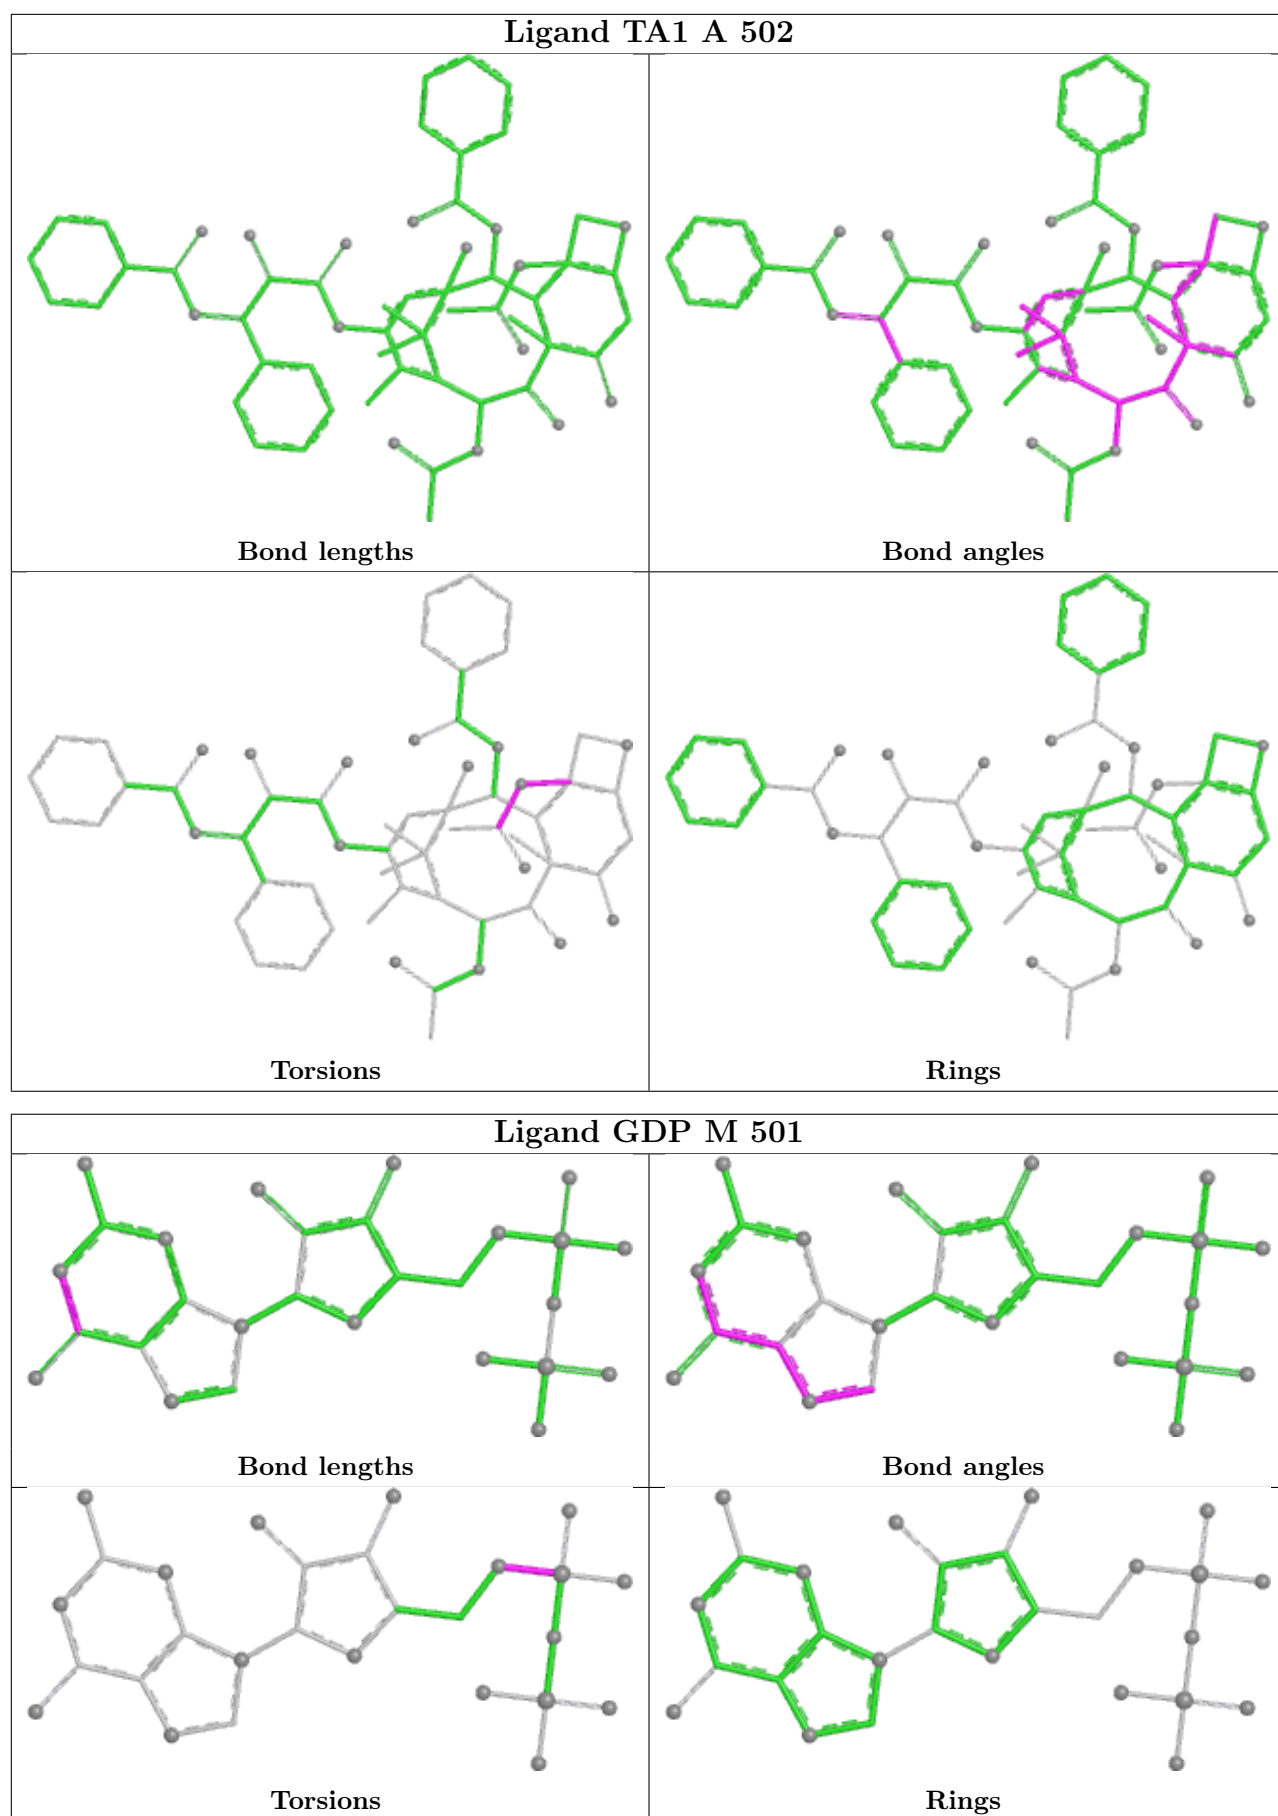 Ligand TA1 A 502
Bond lengths
Bond angles
Torsions
Rings
Ligand GDP M 501
Bond lengths
Bond angles
Torsions
Rings